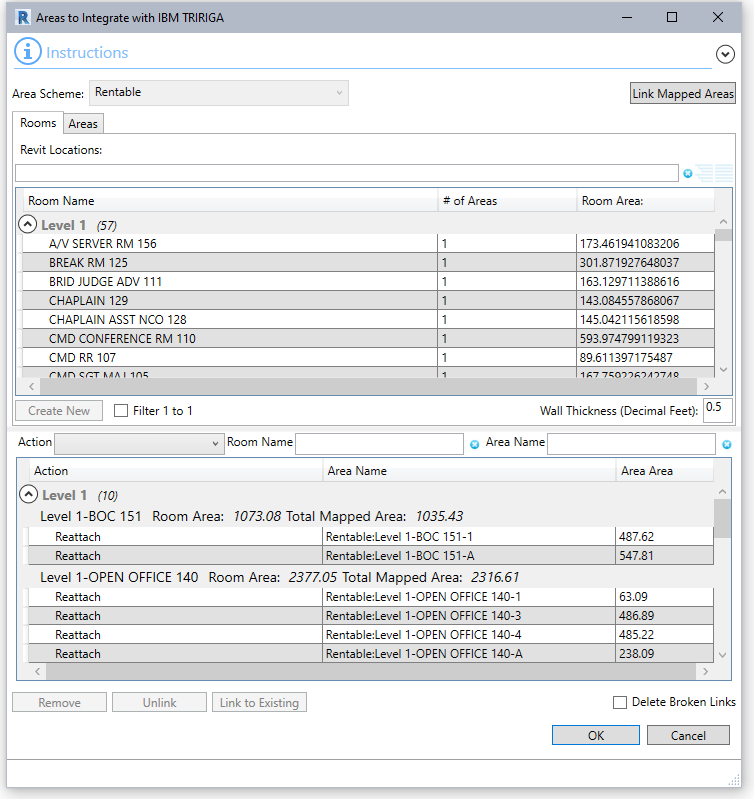 R Areas to Integrate with IBM TRIRIGA
i Instructions
Area Scheme: Rentable Link Mapped Areas
Rooms Areas
Revit Locations:
Room Name # of Areas Room Area:
Level 1 (57)
A/V SERVER RM 156 1 173.461941083206
BREAK RM 125 1 301.871927648037
BRID JUDGE ADV 111 1 163.129711388616
CHAPLAIN 129 1 143.084557868067
CHAPLAIN ASST NCO 128 1 145.042115618598
CMD CONFERENCE RM 110 1 593.974799119323
CMD RR 107 1 89.611397175487
CMD SGT MAJ 105 1 167.759226242748
Create New Filter 1 to 1 Wall Thickness (Decimal Feet): 0.5
Action Room Name Area Name
Action Area Name Area Area
Level 1 (10)
Level 1-BOC 151 Room Area: 1073.08 Total Mapped Area: 1035.43
Reattach Rentable:Level 1-BOC 151-1 487.62
Reattach Rentable:Level 1-BOC 151-A 547.81
Level 1-OPEN OFFICE 140 Room Area: 2377.05 Total Mapped Area: 2316.61
Reattach Rentable:Level 1-OPEN OFFICE 140-1 63.09
Reattach Rentable:Level 1-OPEN OFFICE 140-3 486.89
Reattach Rentable:Level 1-OPEN OFFICE 140-4 485.22
Reattach Rentable:Level 1-OPEN OFFICE 140-A 238.09
Remove Unlink Link to Existing Delete Broken Links
OK Cancel